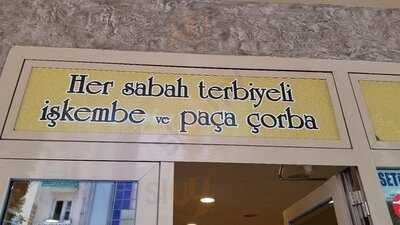 Her sabah terbiyeli
işkembe ve paça çorba